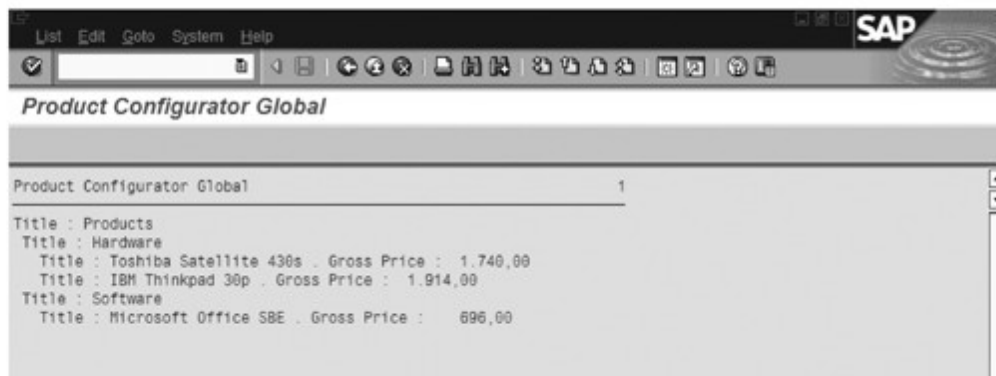 SAP
List Edit Goto System Help
Product Configurator Global
Product Configurator Global 1
Title : Products
Title : Hardware
Title : Toshiba Satellite 430s . Gross Price : 1.740,00
Title : IBM Thinkpad 30p . Gross Price : 1.914,00
Title : Software
Title : Microsoft Office SBE . Gross Price : 696,00